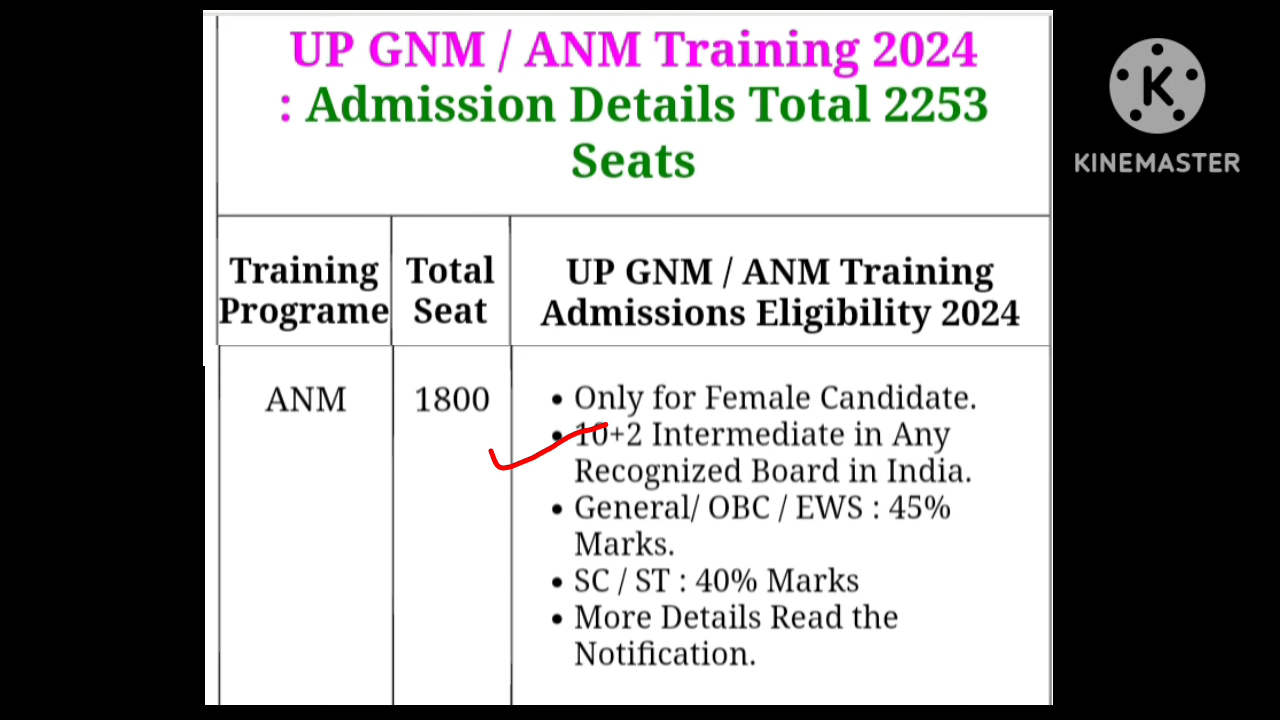 UP GNM / ANM Training 2024
: Admission Details Total 2253
Seats
KINEMASTER
Training
Programe
Total
Seat
UP GNM / ANM Training
Admissions Eligibility 2024
ANM
1800
• Only for Female Candidate.
• 10+2 Intermediate in Any
Recognized Board in India.
• General/ OBC / EWS : 45%
Marks.
• SC / ST : 40% Marks
• More Details Read the
Notification.